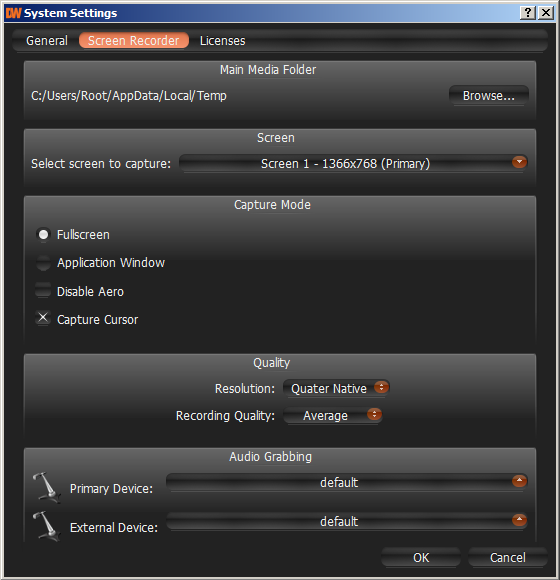 DW System Settings
General Screen Recorder Licenses
Main Media Folder
C:/Users/Root/AppData/Local/Temp Browse...
Screen
Select screen to capture: Screen 1 - 1366x768 (Primary)
Capture Mode
Fullscreen
Application Window
Disable Aero
Capture Cursor
Quality
Resolution: Quater Native
Recording Quality: Average
Audio Grabbing
Primary Device: default
External Device: default
OK Cancel